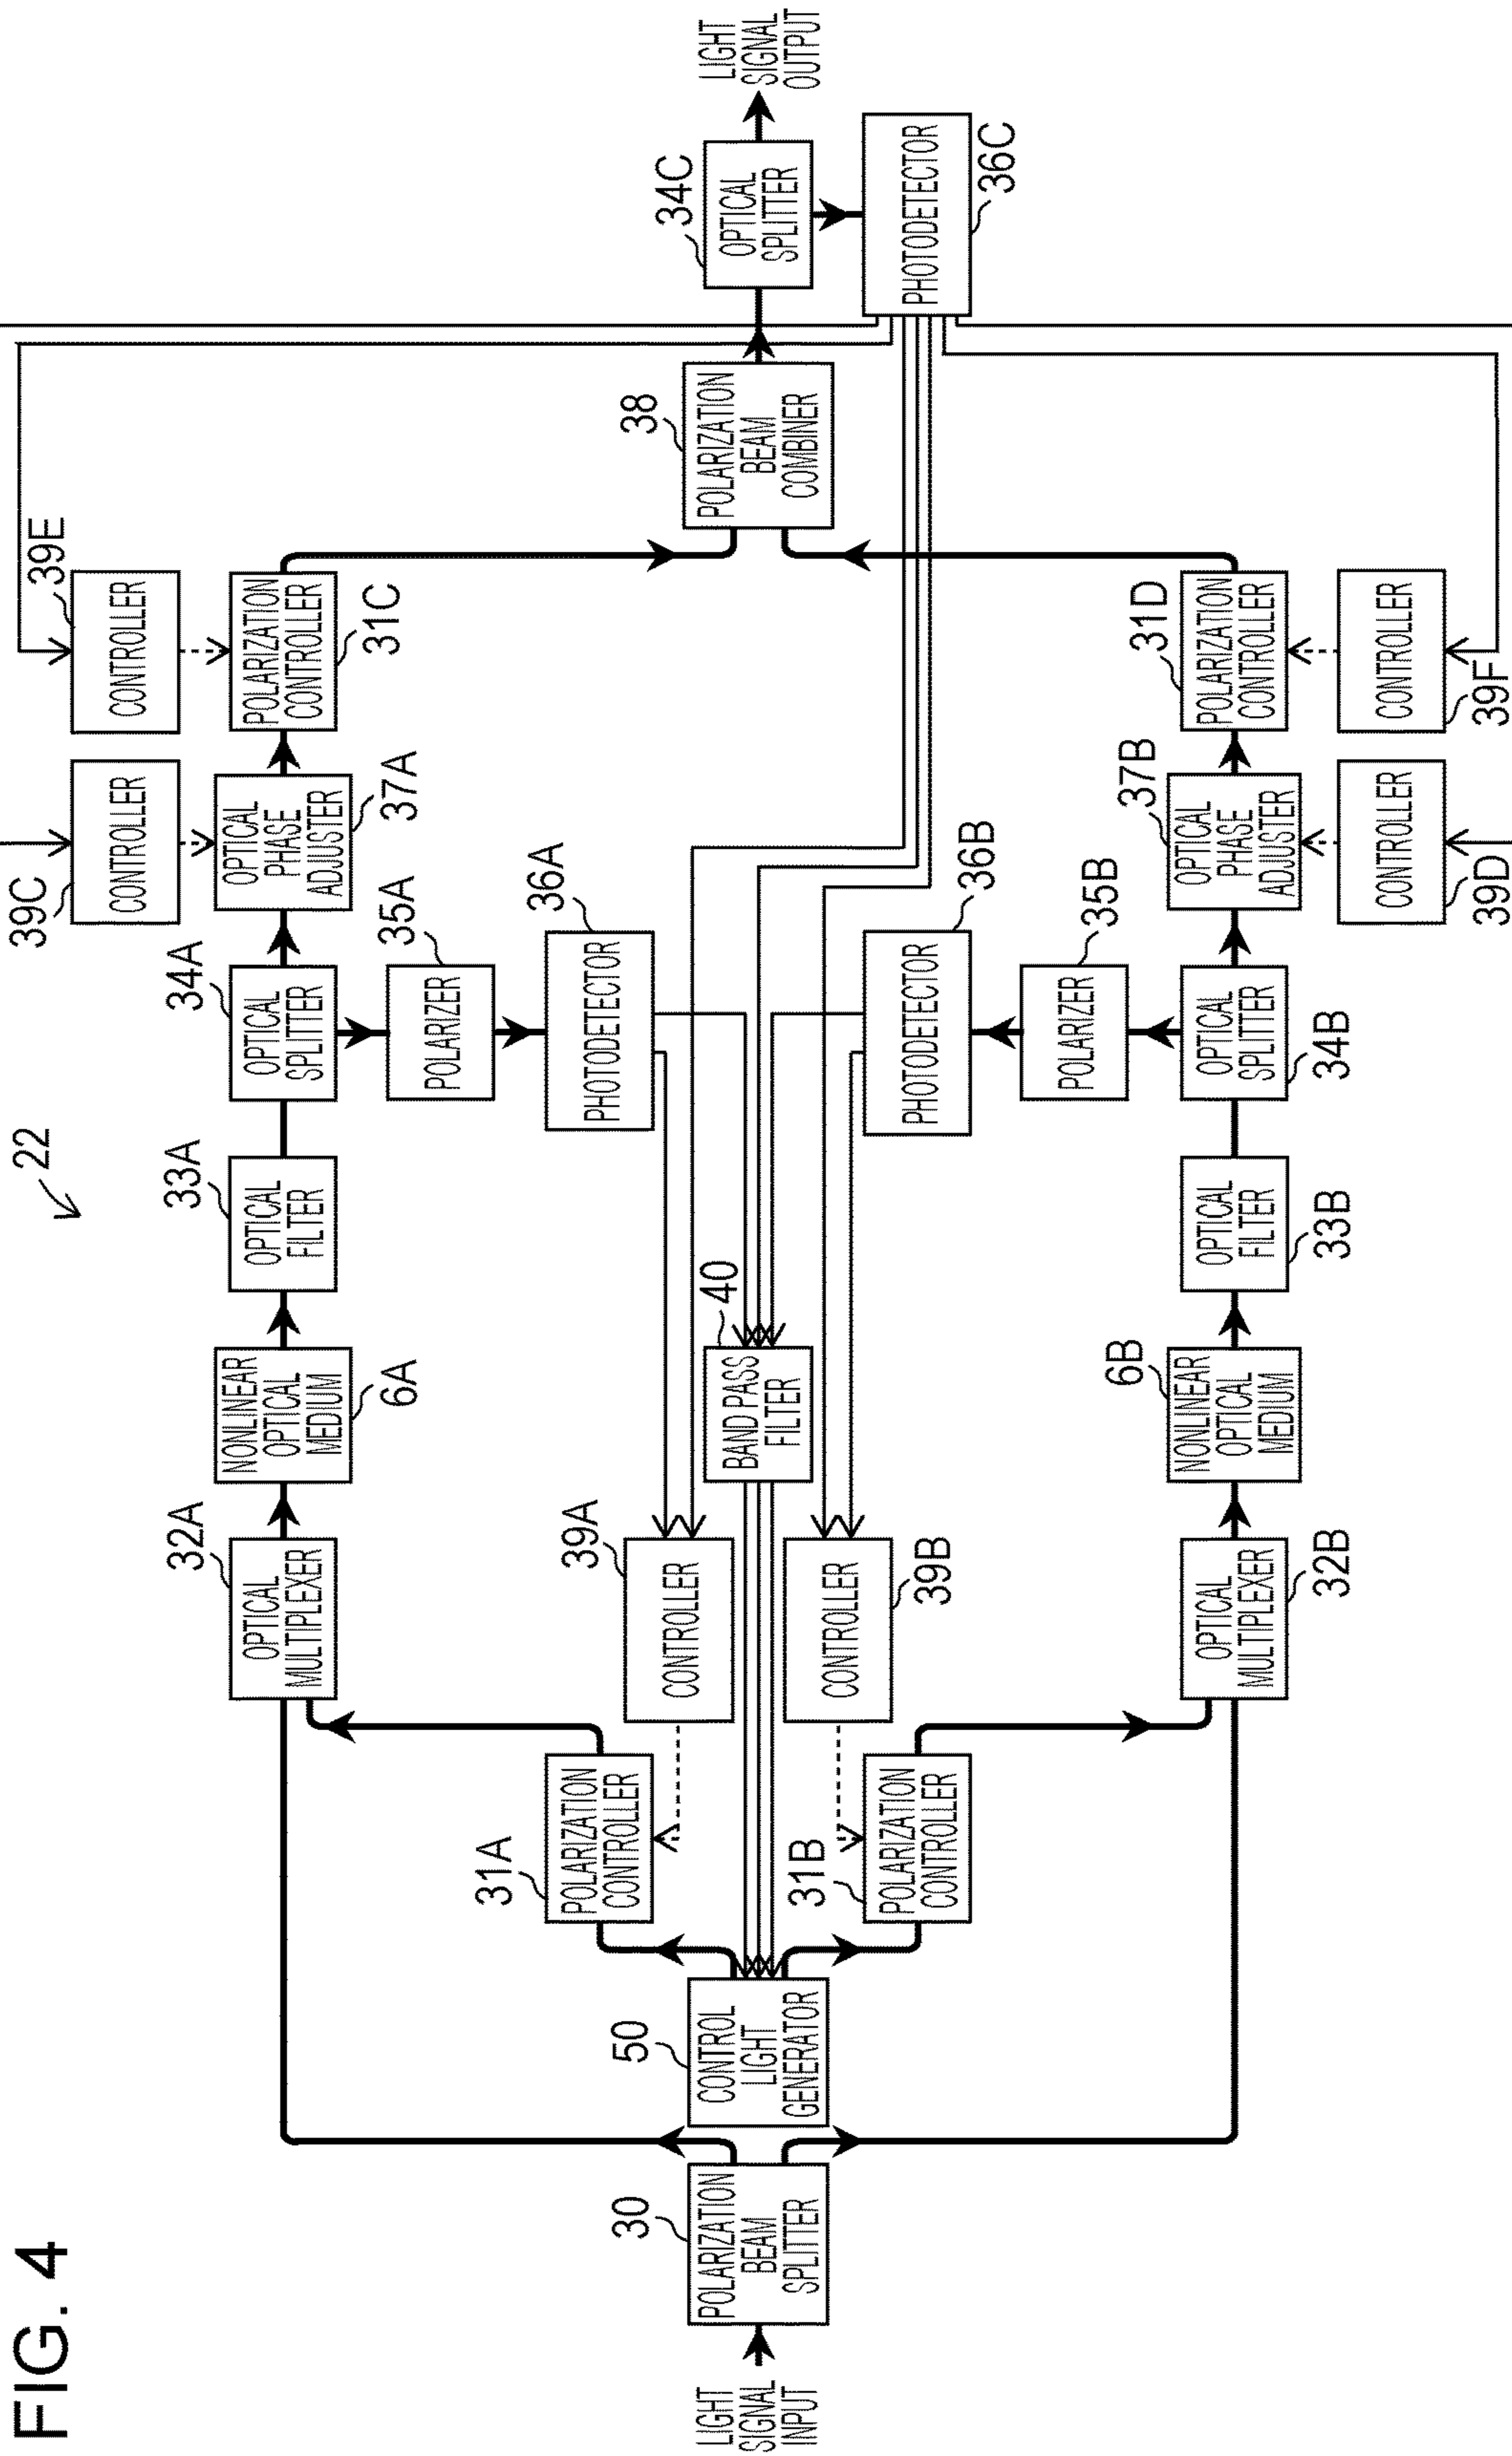 FIG. 4
22
LIGHT
SIGNAL
INPUT
30
POLARIZATION
BEAM
SPLITTER
50
CONTROL
LIGHT
GENERATOR
31A
POLARIZATION
CONTROLLER
31B
POLARIZATION
CONTROLLER
32A
OPTICAL
MULTIPLEXER
39A
CONTROLLER
CONTROLLER
39B
OPTICAL
MULTIPLEXER
32B
NONLINEAR
OPTICAL
MEDIUM
6A
40
BAND PASS
FILTER
6B
NONLINEAR
OPTICAL
MEDIUM
33A
OPTICAL
FILTER
OPTICAL
FILTER
33B
34A
OPTICAL
SPLITTER
35A
POLARIZER
36A
PHOTODETECTOR
36B
PHOTODETECTOR
35B
POLARIZER
OPTICAL
SPLITTER
34B
39C
CONTROLLER
OPTICAL
PHASE
ADJUSTER
37A
37B
OPTICAL
PHASE
ADJUSTER
CONTROLLER
39D
39E
CONTROLLER
POLARIZATION
CONTROLLER
31C
31D
POLARIZATION
CONTROLLER
CONTROLLER
39F
38
POLARIZATION
BEAM
COMBINER
34C
OPTICAL
SPLITTER
PHOTODETECTOR
36C
LIGHT
SIGNAL
OUTPUT